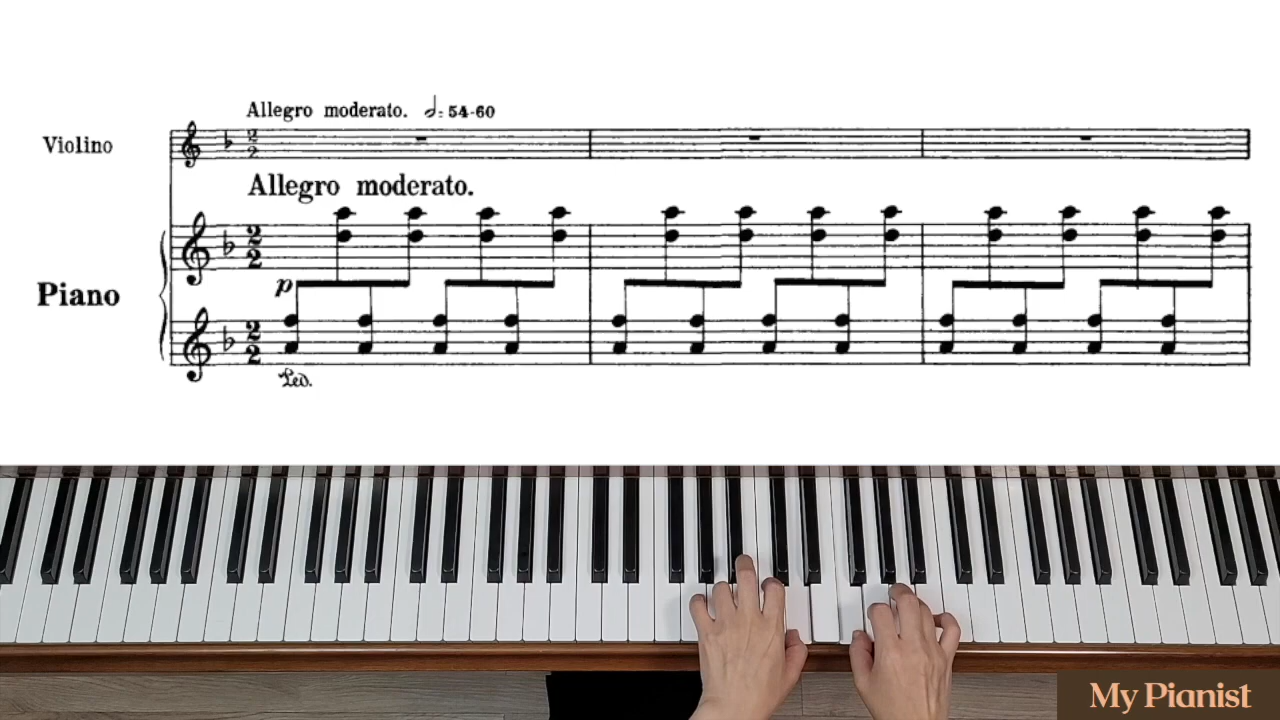 Allegro moderato. 𝅗𝅥. = 54-60
Violino
Allegro moderato.
Piano
p
Ped.
My Pianist